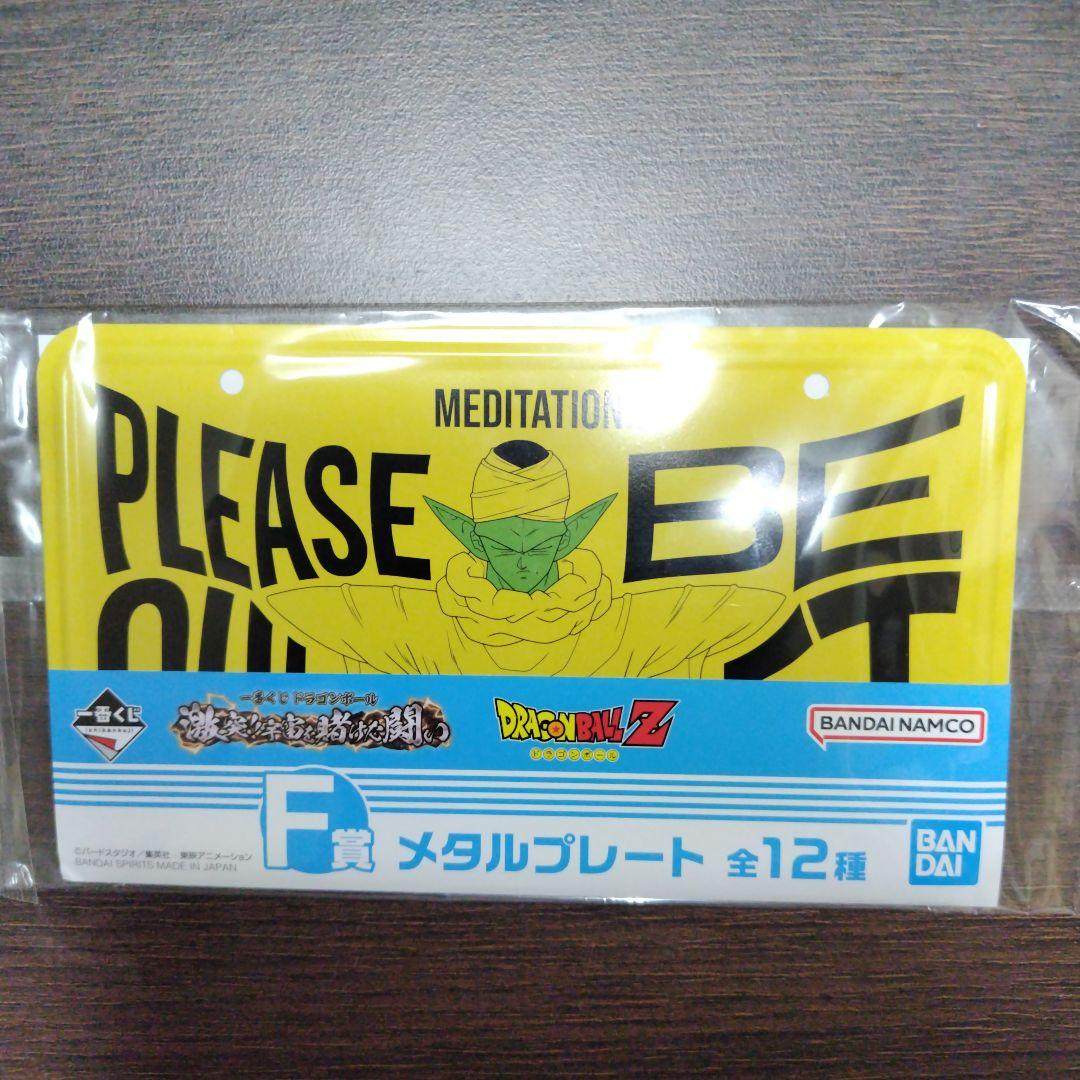 MEDITATION
PLEASE BE
QUI T
一番くじ
一番くじ ドラゴンボール
激突!!宇宙を賭けた闘い
DRAGONBALL Z
ドラゴンボール
BANDAI NAMCO
F賞 メタルプレート 全12種
BAN
DAI
©バードスタジオ/集英社 東映アニメーション
BANDAI SPIRITS MADE IN JAPAN